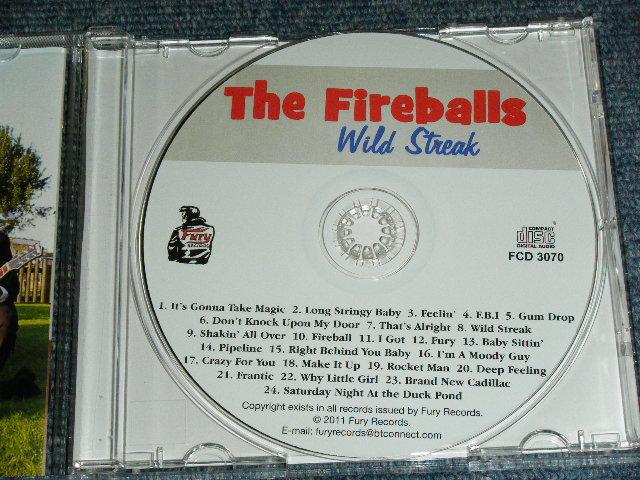 The Fireballs
Wild Streak
Fury
RECORDS
COMPACT
disc
DIGITAL AUDIO
FCD 3070
1. It's Gonna Take Magic 2. Long Stringy Baby 3. Feelin' 4. F.B.I 5. Gum Drop
6. Don't Knock Upon My Door 7. That's Alright 8. Wild Streak
9. Shakin' All Over 10. Fireball 11. I Got 12. Fury 13. Baby Sittin'
14. Pipeline 15. Right Behind You Baby 16. I'm A Moody Guy
17. Crazy For You 18. Make It Up 19. Rocket Man 20. Deep Feeling
21. Frantic 22. Why Little Girl 23. Brand New Cadillac
24. Saturday Night At the Duck Pond
Copyright exists in all records issued by Fury Records.
© 2011 Fury Records.
E-mail: furyrecords@btconnect.com